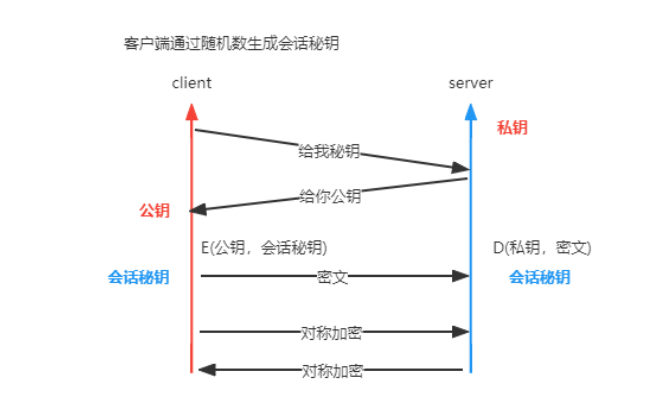 客户端通过随机数生成会话秘钥
client
server
私钥
给我秘钥
给你公钥
公钥
E(公钥，会话秘钥)
D(私钥，密文)
会话秘钥
密文
会话秘钥
对称加密
对称加密